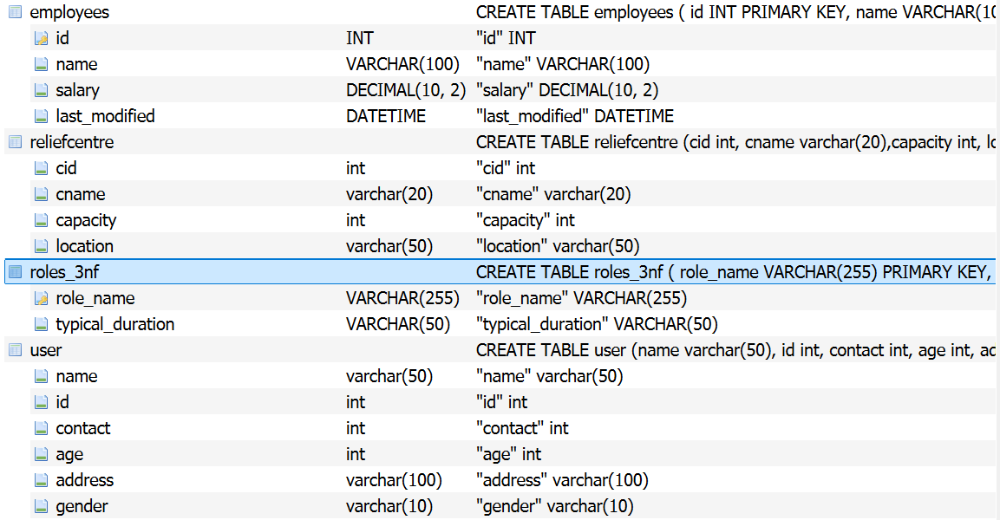 employees CREATE TABLE employees ( id INT PRIMARY KEY, name VARCHAR(10
id INT "id" INT
name VARCHAR(100) "name" VARCHAR(100)
salary DECIMAL(10, 2) "salary" DECIMAL(10, 2)
last_modified DATETIME "last_modified" DATETIME
reliefcentre CREATE TABLE reliefcentre (cid int, cname varchar(20),capacity int, lo
cid int "cid" int
cname varchar(20) "cname" varchar(20)
capacity int "capacity" int
location varchar(50) "location" varchar(50)
roles_3nf CREATE TABLE roles_3nf ( role_name VARCHAR(255) PRIMARY KEY,
role_name VARCHAR(255) "role_name" VARCHAR(255)
typical_duration VARCHAR(50) "typical_duration" VARCHAR(50)
user CREATE TABLE user (name varchar(50), id int, contact int, age int, ad
name varchar(50) "name" varchar(50)
id int "id" int
contact int "contact" int
age int "age" int
address varchar(100) "address" varchar(100)
gender varchar(10) "gender" varchar(10)